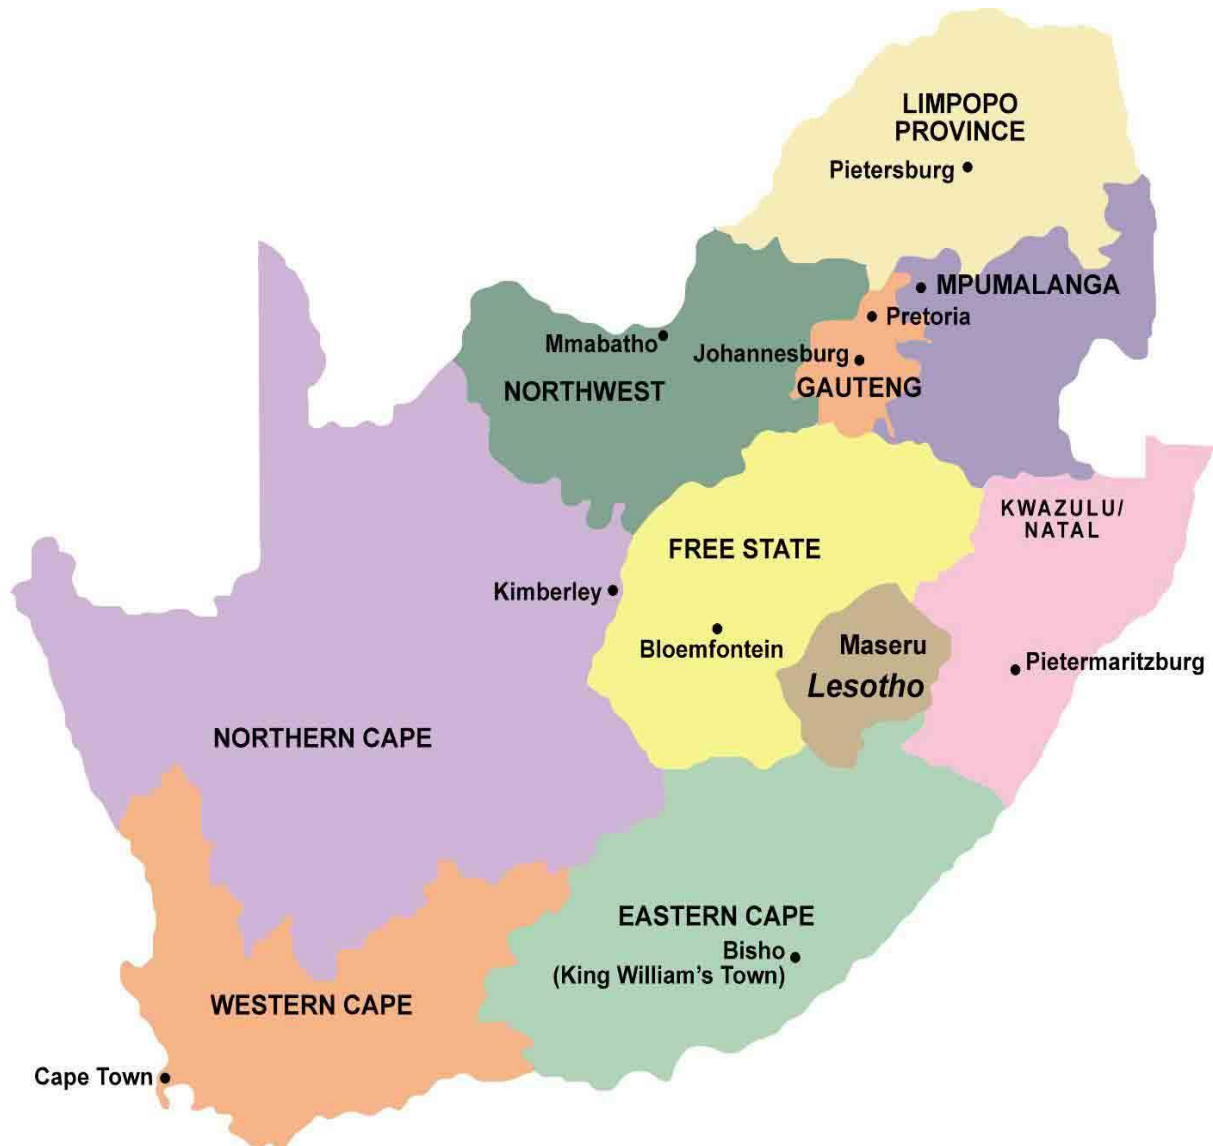 LIMPOPO
PROVINCE
Pietersburg
MPUMALANGA
Pretoria
Mmabatho
Johannesburg
NORTHWEST
GAUTENG
KWAZULU/
NATAL
FREE STATE
Kimberley
Bloemfontein
Maseru
Lesotho
Pietermaritzburg
NORTHERN CAPE
EASTERN CAPE
Bisho
(King William's Town)
WESTERN CAPE
Cape Town